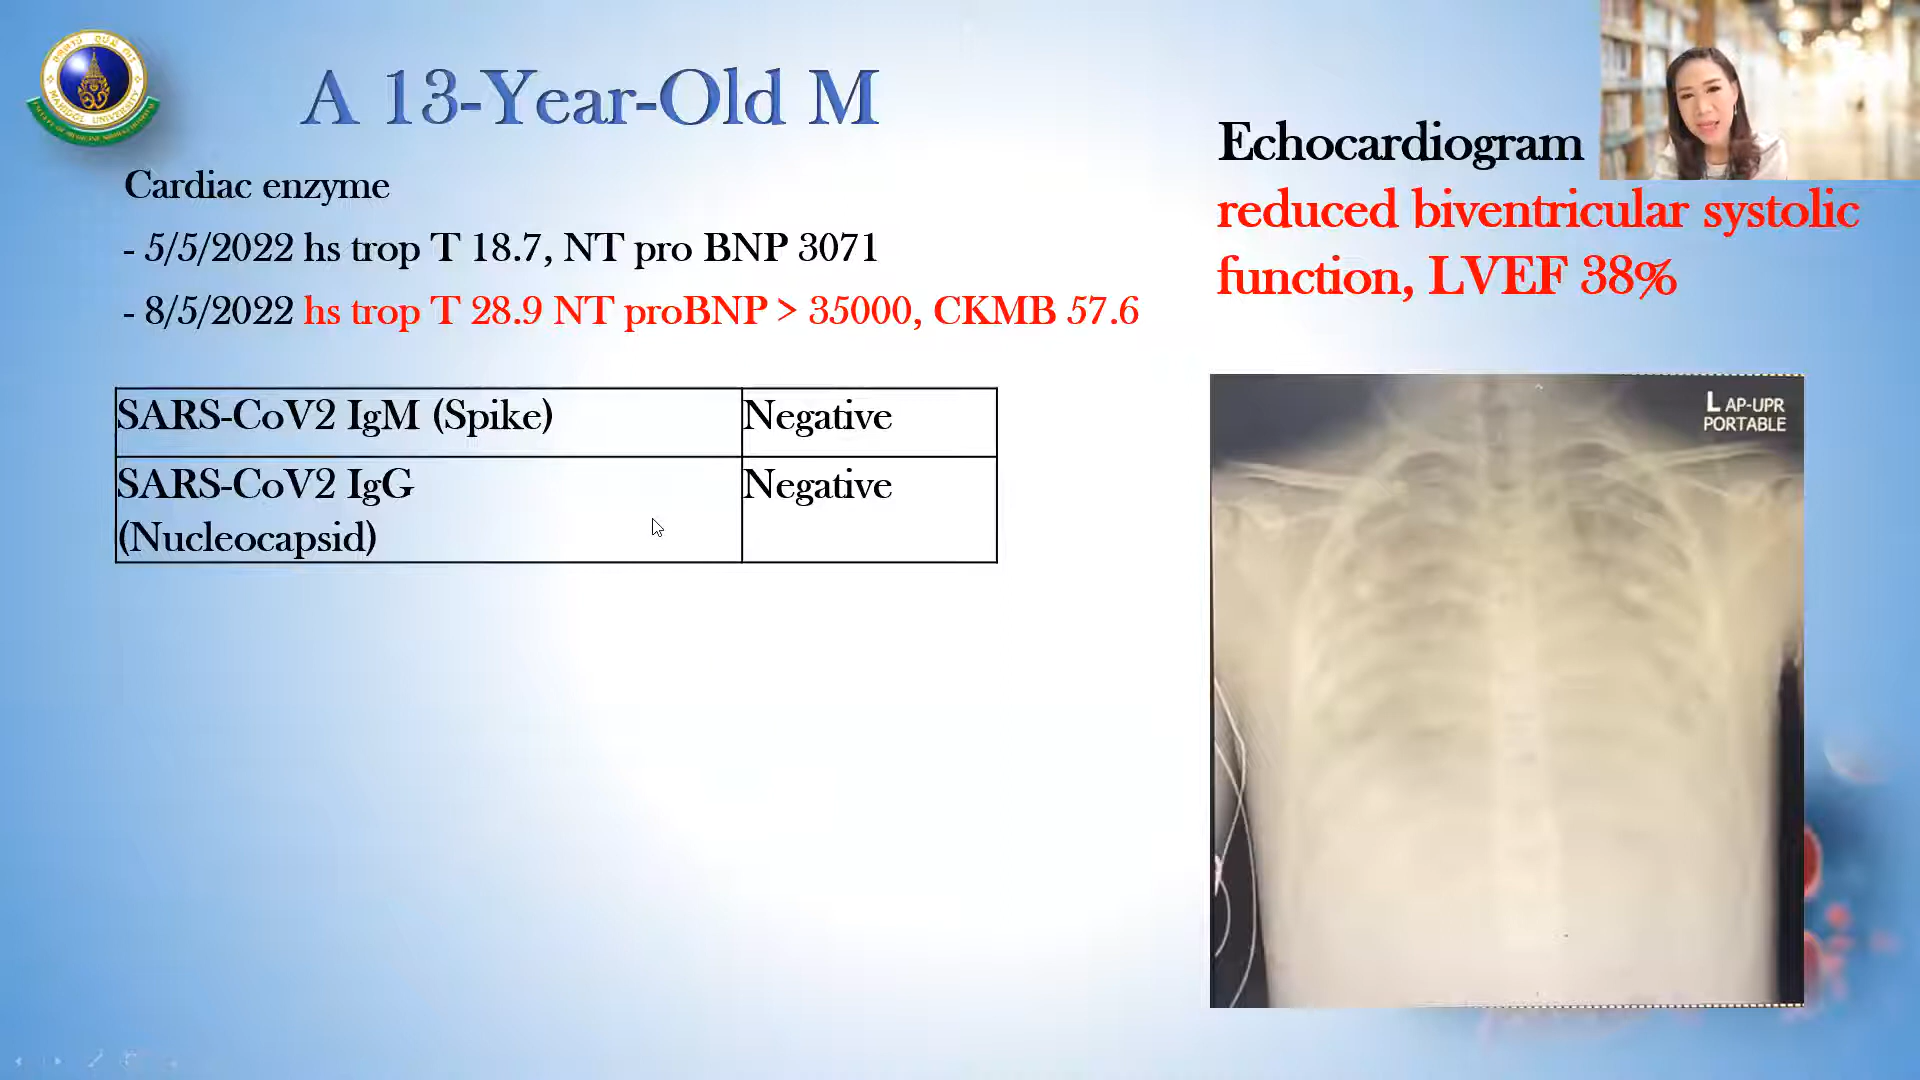 A 13-Year-Old M
Cardiac enzyme
- 5/5/2022 hs trop T 18.7, NT pro BNP 3071
- 8/5/2022 hs trop T 28.9 NT proBNP > 35000, CKMB 57.6
SARS-CoV2 IgM (Spike) Negative
SARS-CoV2 IgG Negative
(Nucleocapsid)
Echocardiogram
reduced biventricular systolic
function, LVEF 38%
L AP-UPR
PORTABLE
MAHIDOL UNIVERSITY